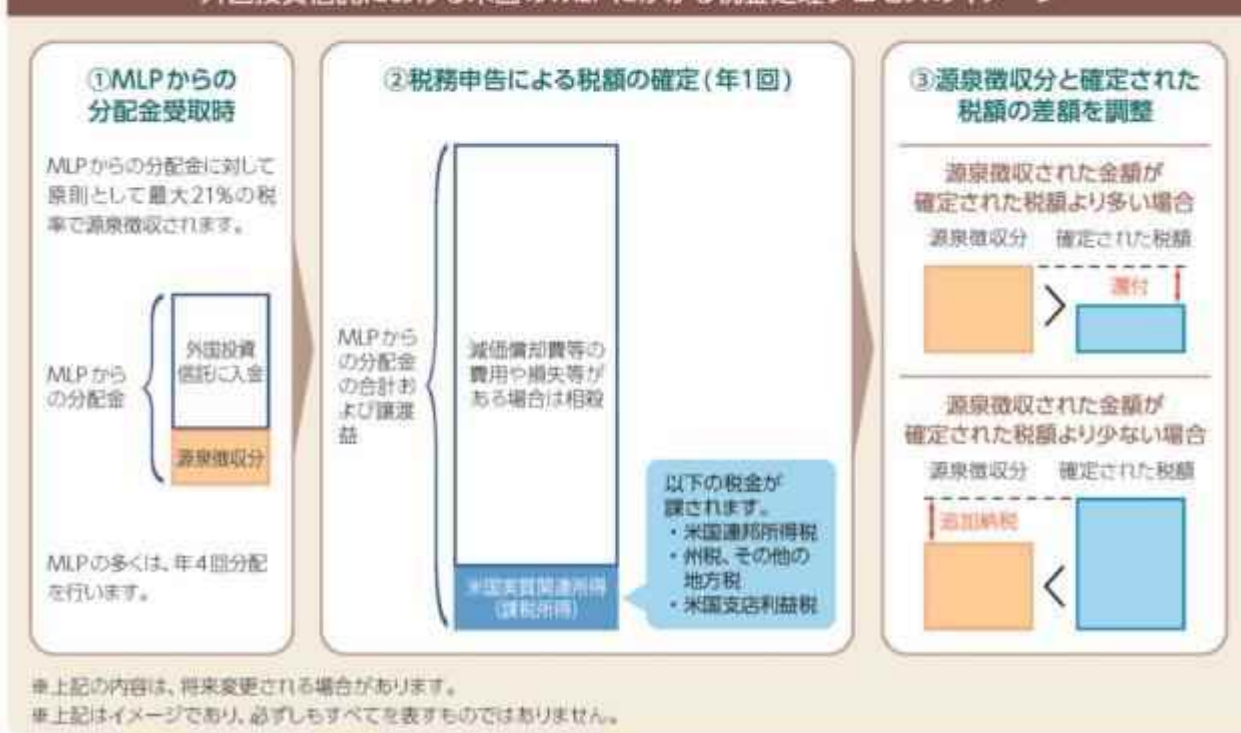 ①MLPからの
分配金受取時
MLPからの分配金に対して
原則として最大21%の税
率で源泉徴収されます。
MLPから
の分配金
外国投資
信託に入金
源泉徴収分
MLPの多くは、年4回分配
を行います。
②税務申告による税額の確定(年1回)
MLPから
の分配金
の合計お
よび譲渡
益
減価償却費等の
費用や損失等が
ある場合は相殺
米国実質関連所得
(課税所得)
以下の税金が
課されます。
・米国連邦所得税
・州税、その他の
地方税
・米国支店利益税
③源泉徴収分と確定された
税額の差額を調整
源泉徴収された金額が
確定された税額より多い場合
源泉徴収分 確定された税額
>
還付
源泉徴収された金額が
確定された税額より少ない場合
源泉徴収分 確定された税額
追加納税
<
※上記の内容は、将来変更される場合があります。
※上記はイメージであり、必ずしもすべてを表すものではありません。